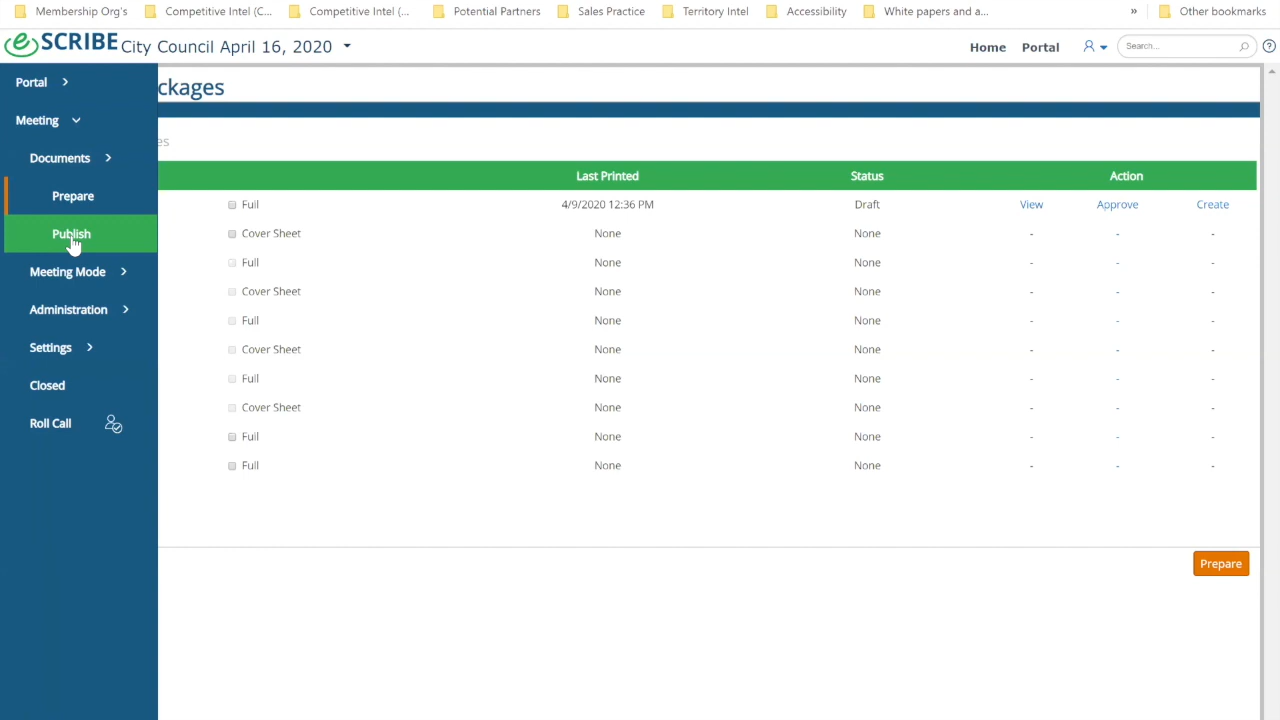 Membership Org's Competitive Intel (C... Competitive Intel (... Potential Partners Sales Practice Territory Intel Accessibility White papers and a... » Other bookmarks
eSCRIBE City Council April 16, 2020 Home Portal Search... ?
Portal
ckages
Meeting
es
Documents
Last Printed Status Action
Prepare
Full 4/9/2020 12:36 PM Draft View Approve Create
Publish
Cover Sheet None None - - -
Full None None - - -
Meeting Mode
Cover Sheet None None - - -
Administration
Full None None - - -
Settings
Cover Sheet None None - - -
Full None None - - -
Closed
Cover Sheet None None - - -
Roll Call
Full None None - - -
Full None None - - -
Prepare